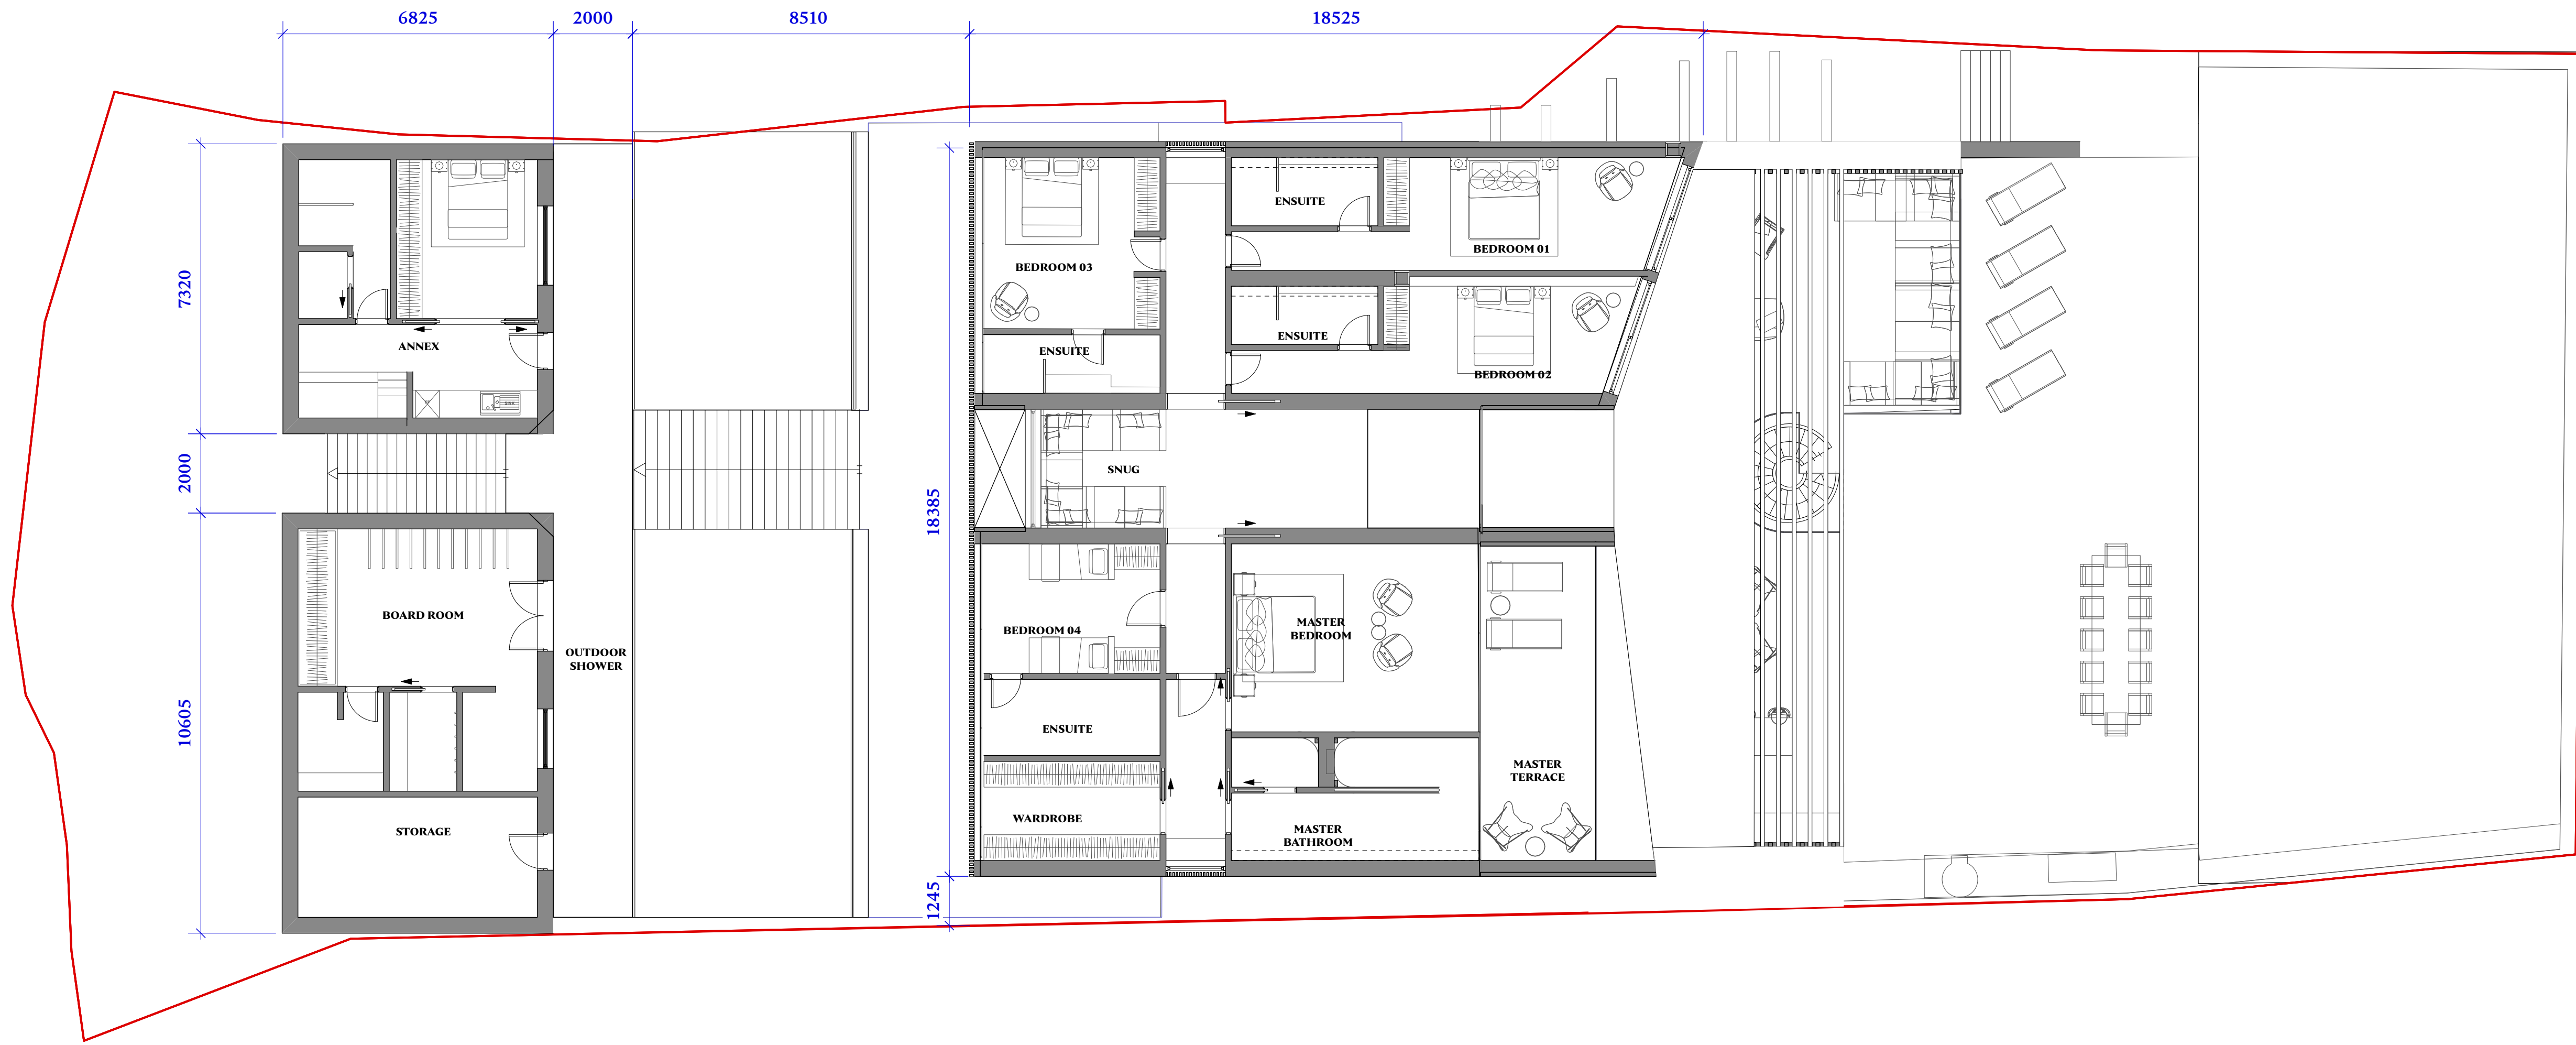 6825
2000
8510
18525
7320
2000
10605
18385
1245
ANNEX
BOARD ROOM
STORAGE
OUTDOOR
SHOWER
BEDROOM 03
ENSUITE
ENSUITE
BEDROOM 01
ENSUITE
BEDROOM 02
SNUG
BEDROOM 04
ENSUITE
WARDROBE
MASTER
BEDROOM
MASTER
BATHROOM
MASTER
TERRACE